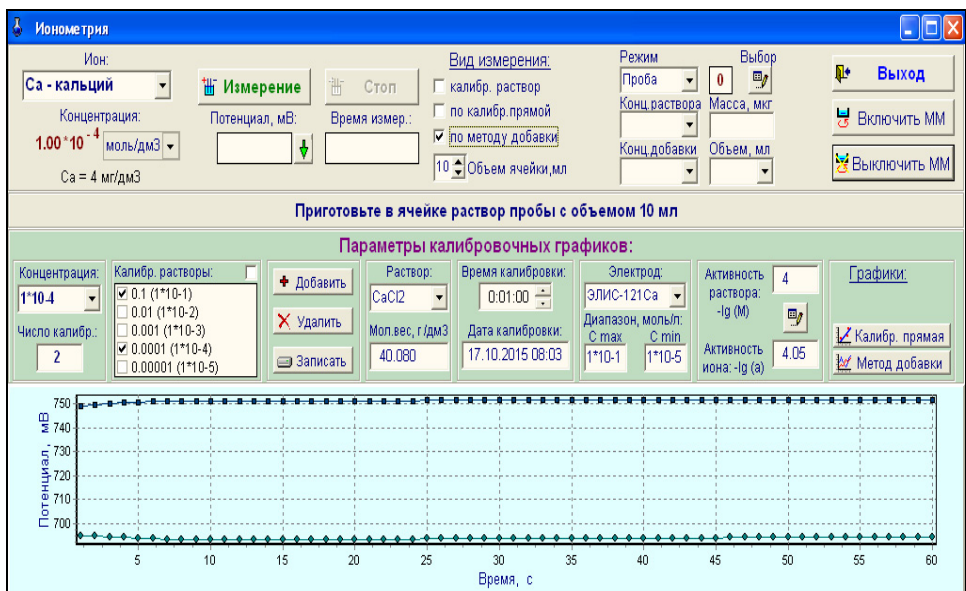 Ионометрия
Ион:
Ca - кальций
Концентрация:
1.00 *10 - 4 моль/дм3
Ca = 4 мг/дм3
Измерение
Стоп
Потенциал, мВ:
Время измер.:
Вид измерения:
калибр. раствор
по калибр.прямой
по методу добавки
10 Объем ячейки,мл
Режим
Выбор
Проба
0
Конц.раствора
Масса, мкг
Конц.добавки
Объем, мл
Выход
Включить ММ
Выключить ММ
Приготовьте в ячейке раствор пробы с объемом 10 мл
Параметры калибровочных графиков:
Концентрация:
1*10-4
Число калибр.:
2
Калибр. растворы:
0.1 (1*10-1)
0.01 (1*10-2)
0.001 (1*10-3)
0.0001 (1*10-4)
0.00001 (1*10-5)
Добавить
Удалить
Записать
Раствор:
CaCl2
Мол.вес, г/дм3
40.080
Время калибровки:
0:01:00
Дата калибровки:
17.10.2015 08:03
Электрод:
ЭЛИС-121Ca
Диапазон, моль/л:
C max C min
1*10-1 1*10-5
Активность
раствора:
-lg (M)
4
Активность
иона: -lg (a)
4.05
Графики:
Калибр. прямая
Метод добавки
Потенциал, мВ
750
740
730
720
710
700
5 10 15 20 25 30 35 40 45 50 55 60
Время, с